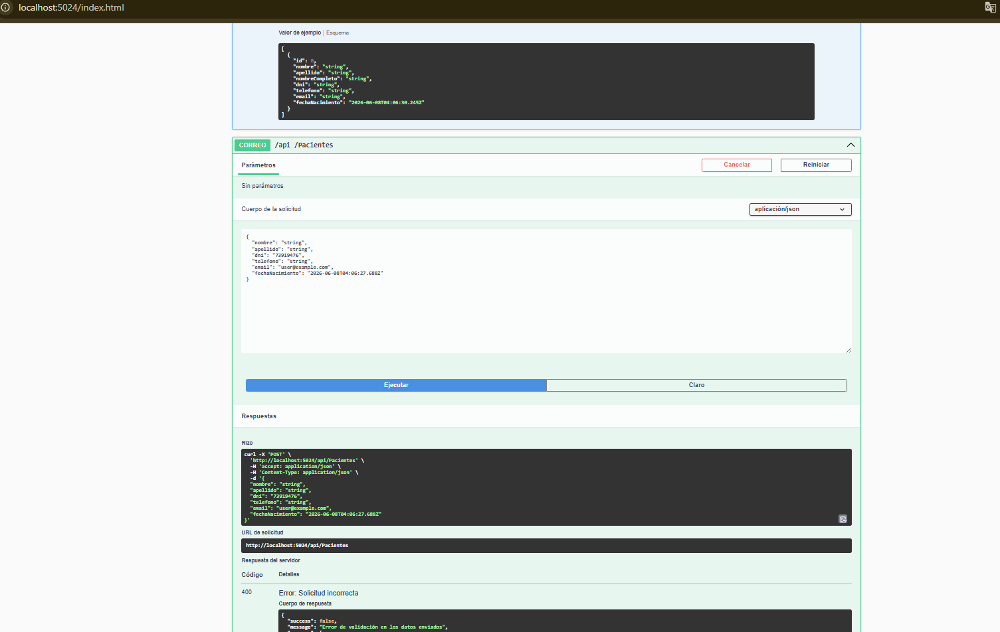 localhost:5024/index.html
Valor de ejemplo | Esquema
[
  {
    "id": 0,
    "nombre": "string",
    "apellido": "string",
    "nombreCompleto": "string",
    "dni": "string",
    "telefono": "string",
    "email": "string",
    "fechaNacimiento": "2026-06-08T04:06:30.245Z"
  }
]
CORREO /api /Pacientes
Parámetros Cancelar Reiniciar
Sin parámetros
Cuerpo de la solicitud aplicación/json
{
  "nombre": "string",
  "apellido": "string",
  "dni": "73919476",
  "telefono": "string",
  "email": "user@example.com",
  "fechaNacimiento": "2026-06-08T04:06:27.688Z"
}
Ejecutar Claro
Respuestas
Rizo
curl -X 'POST' \
  'http://localhost:5024/api/Pacientes' \
  -H 'accept: application/json' \
  -H 'Content-Type: application/json' \
  -d '{
  "nombre": "string",
  "apellido": "string",
  "dni": "73919476",
  "telefono": "string",
  "email": "user@example.com",
  "fechaNacimiento": "2026-06-08T04:06:27.688Z"
}'
URL de solicitud
http://localhost:5024/api/Pacientes
Respuesta del servidor
Código Detalles
400 Error: Solicitud incorrecta
Cuerpo de respuesta
{
  "success": false,
  "message": "Error de validación en los datos enviados",